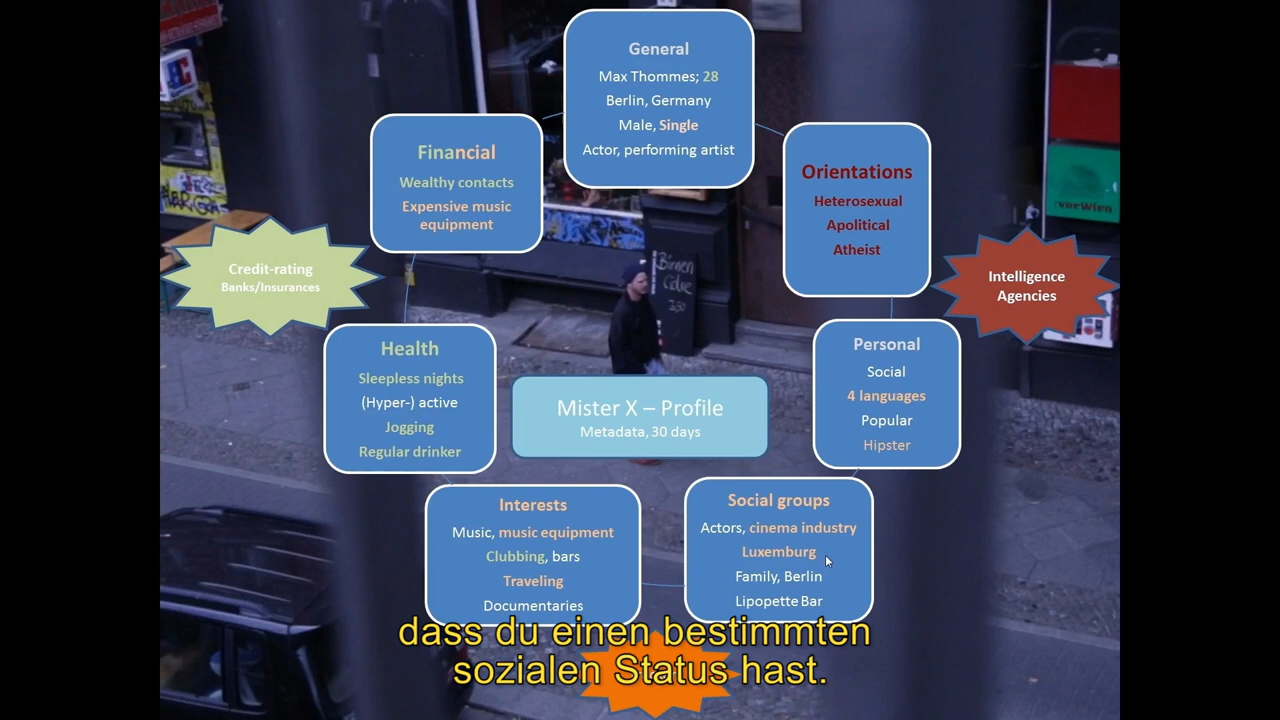 General
Max Thommes; 28
Berlin, Germany
Male, Single
Actor, performing artist
Financial
Wealthy contacts
Expensive music
equipment
Orientations
Heterosexual
Apolitical
Atheist
Credit-rating
Banks/Insurances
Intelligence
Agencies
Health
Sleepless nights
(Hyper-) active
Jogging
Regular drinker
Mister X – Profile
Metadata, 30 days
Personal
Social
4 languages
Popular
Hipster
Interests
Music, music equipment
Clubbing, bars
Traveling
Documentaries
Social groups
Actors, cinema industry
Luxemburg
Family, Berlin
Lipopette Bar
dass du einen bestimmten
sozialen Status hast.